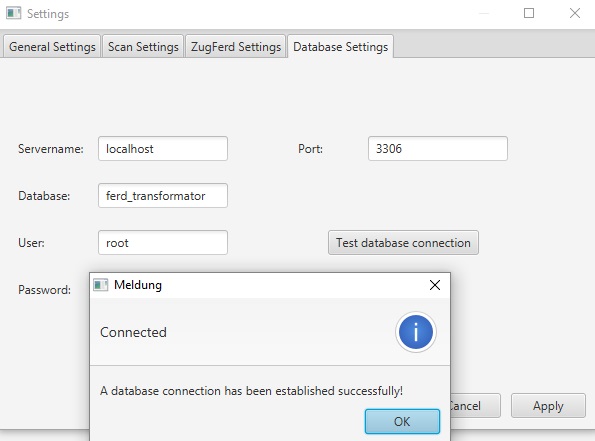 Settings
General Settings Scan Settings ZugFerd Settings Database Settings
Servername: localhost Port: 3306
Database: ferd_transformator
User: root Test database connection
Password:
Meldung
Connected
A database connection has been established successfully!
Apply
OK